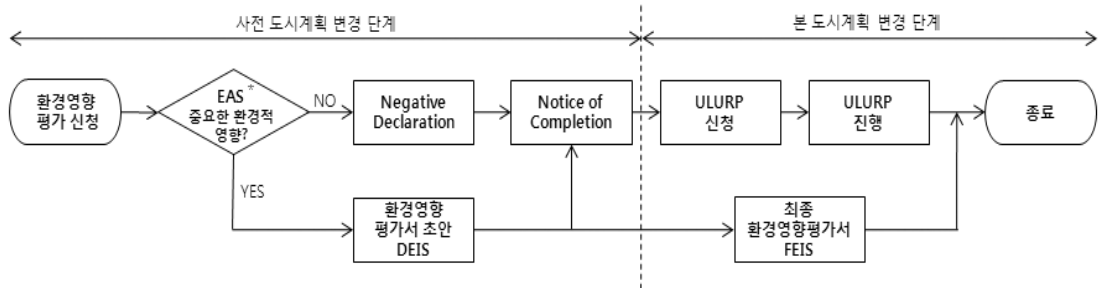 사전 도시계획 변경 단계
본 도시계획 변경 단계
환경영향
평가 신청
EAS *
중요한 환경적
영향?
NO
Negative
Declaration
Notice of
Completion
ULURP
신청
ULURP
진행
종료
YES
환경영향
평가서 초안
DEIS
최종
환경영향평가서
FEIS